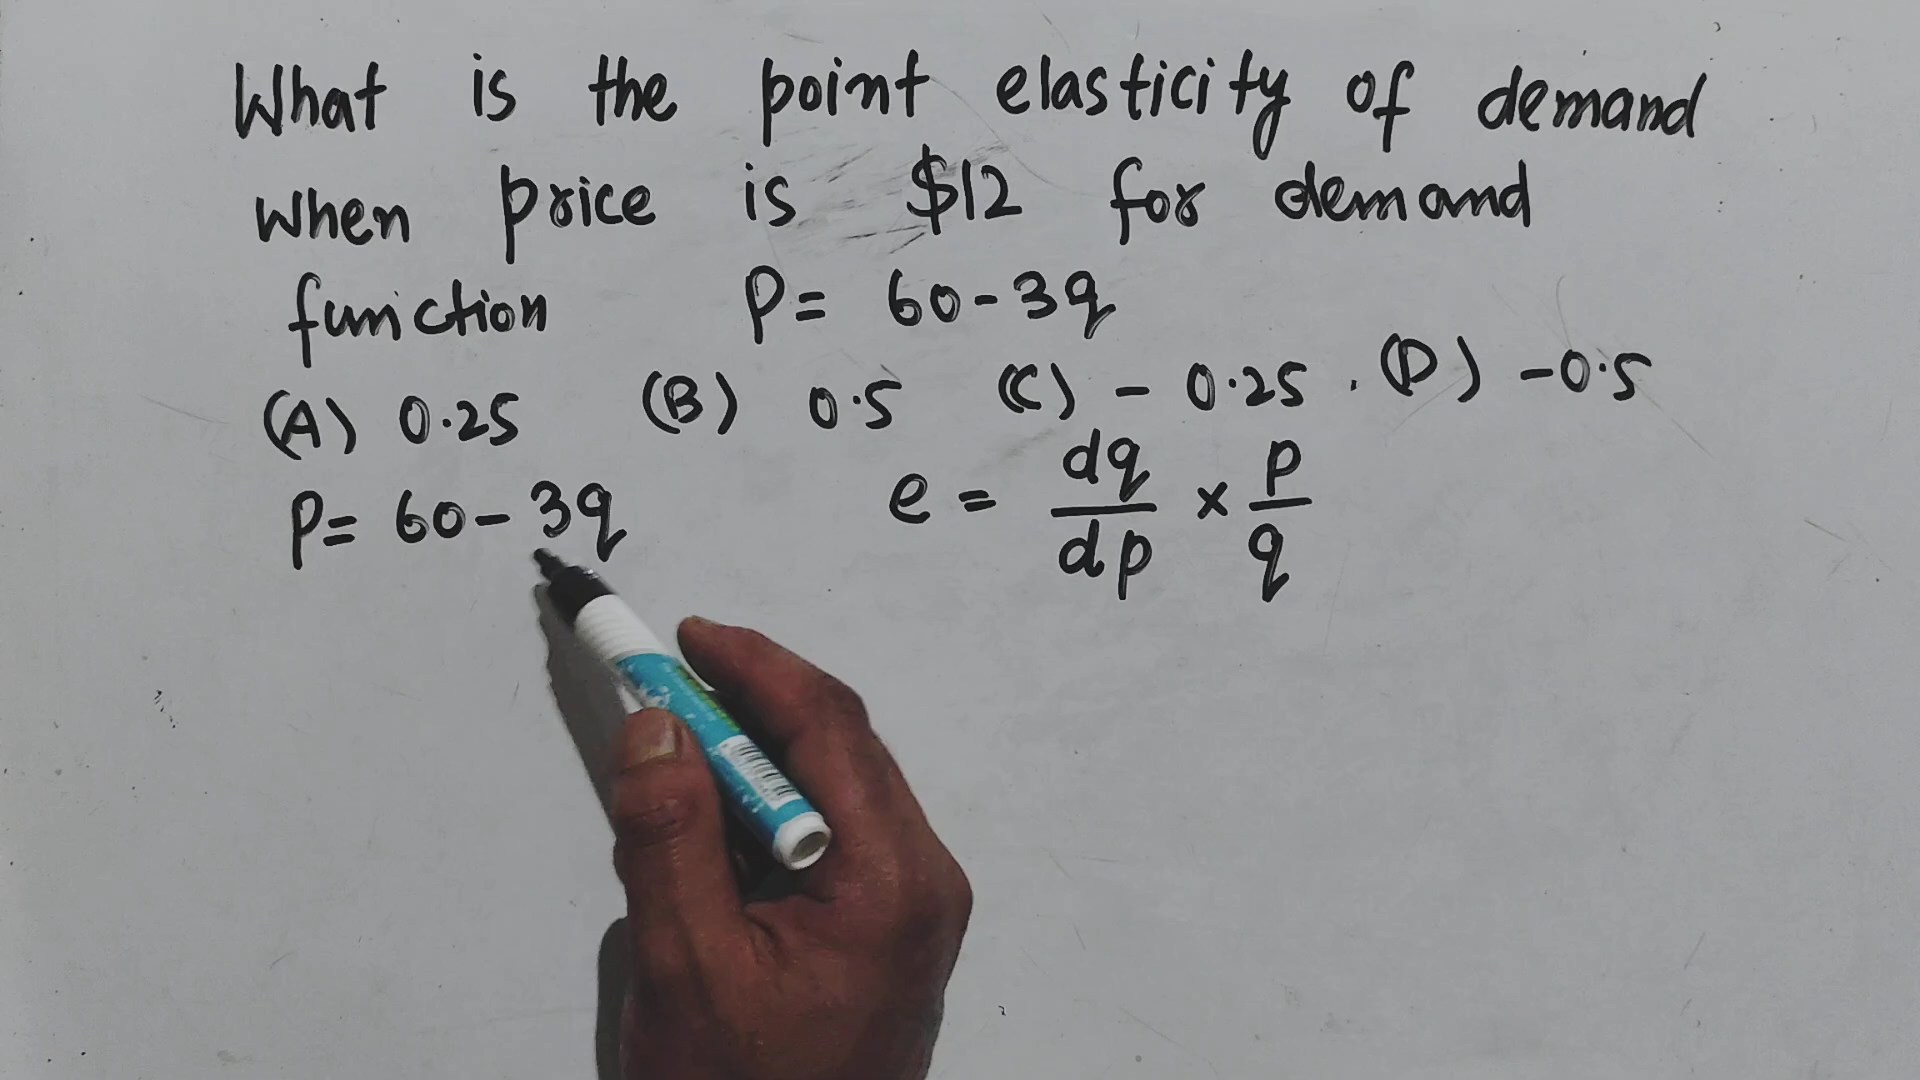 What is the point elasticity of demand
when price is $12 for demand
function P= 60-3q
(A) 0.25 (B) 0.5 (C) - 0.25 . (D) -0.5
P= 60-3q e = dq/dp × p/q